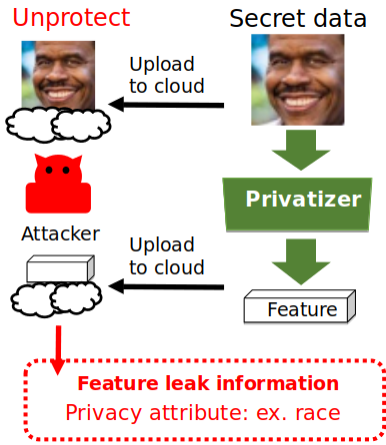 Unprotect
Secret data
Upload
to cloud
Privatizer
Attacker
Upload
to cloud
Feature
Feature leak information
Privacy attribute: ex. race